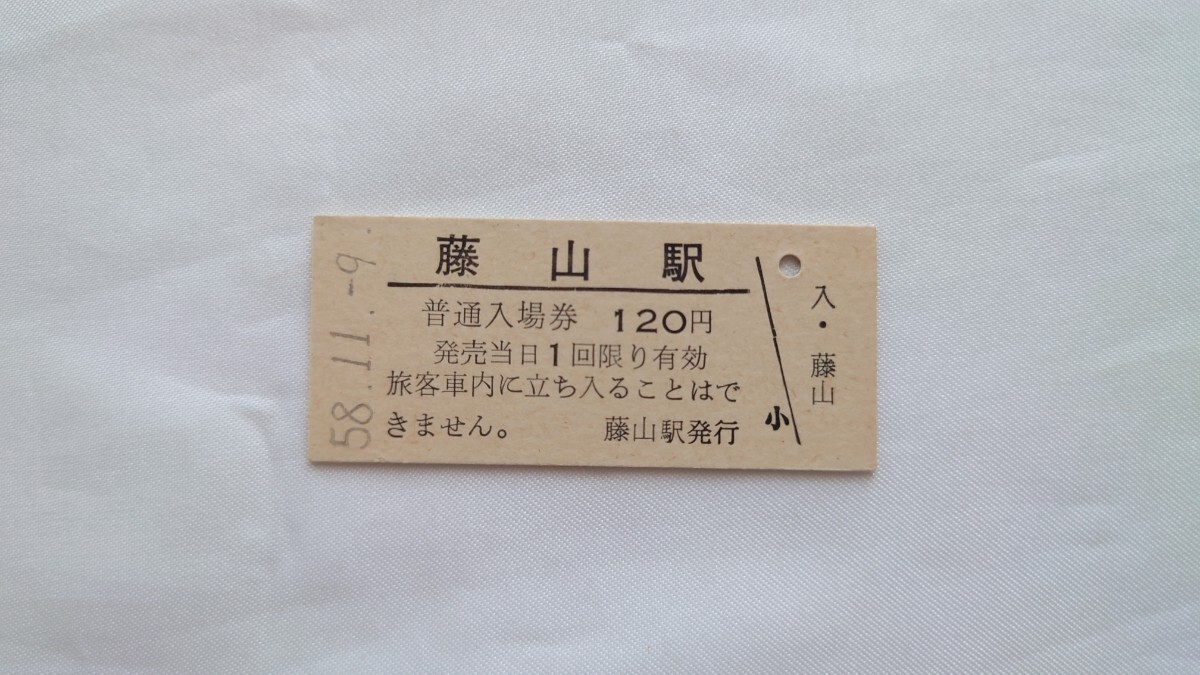 58.11.-9
藤山駅
普通入場券 120円
発売当日1回限り有効
旅客車内に立ち入ることはで
きません。 藤山駅発行
小
入・藤山